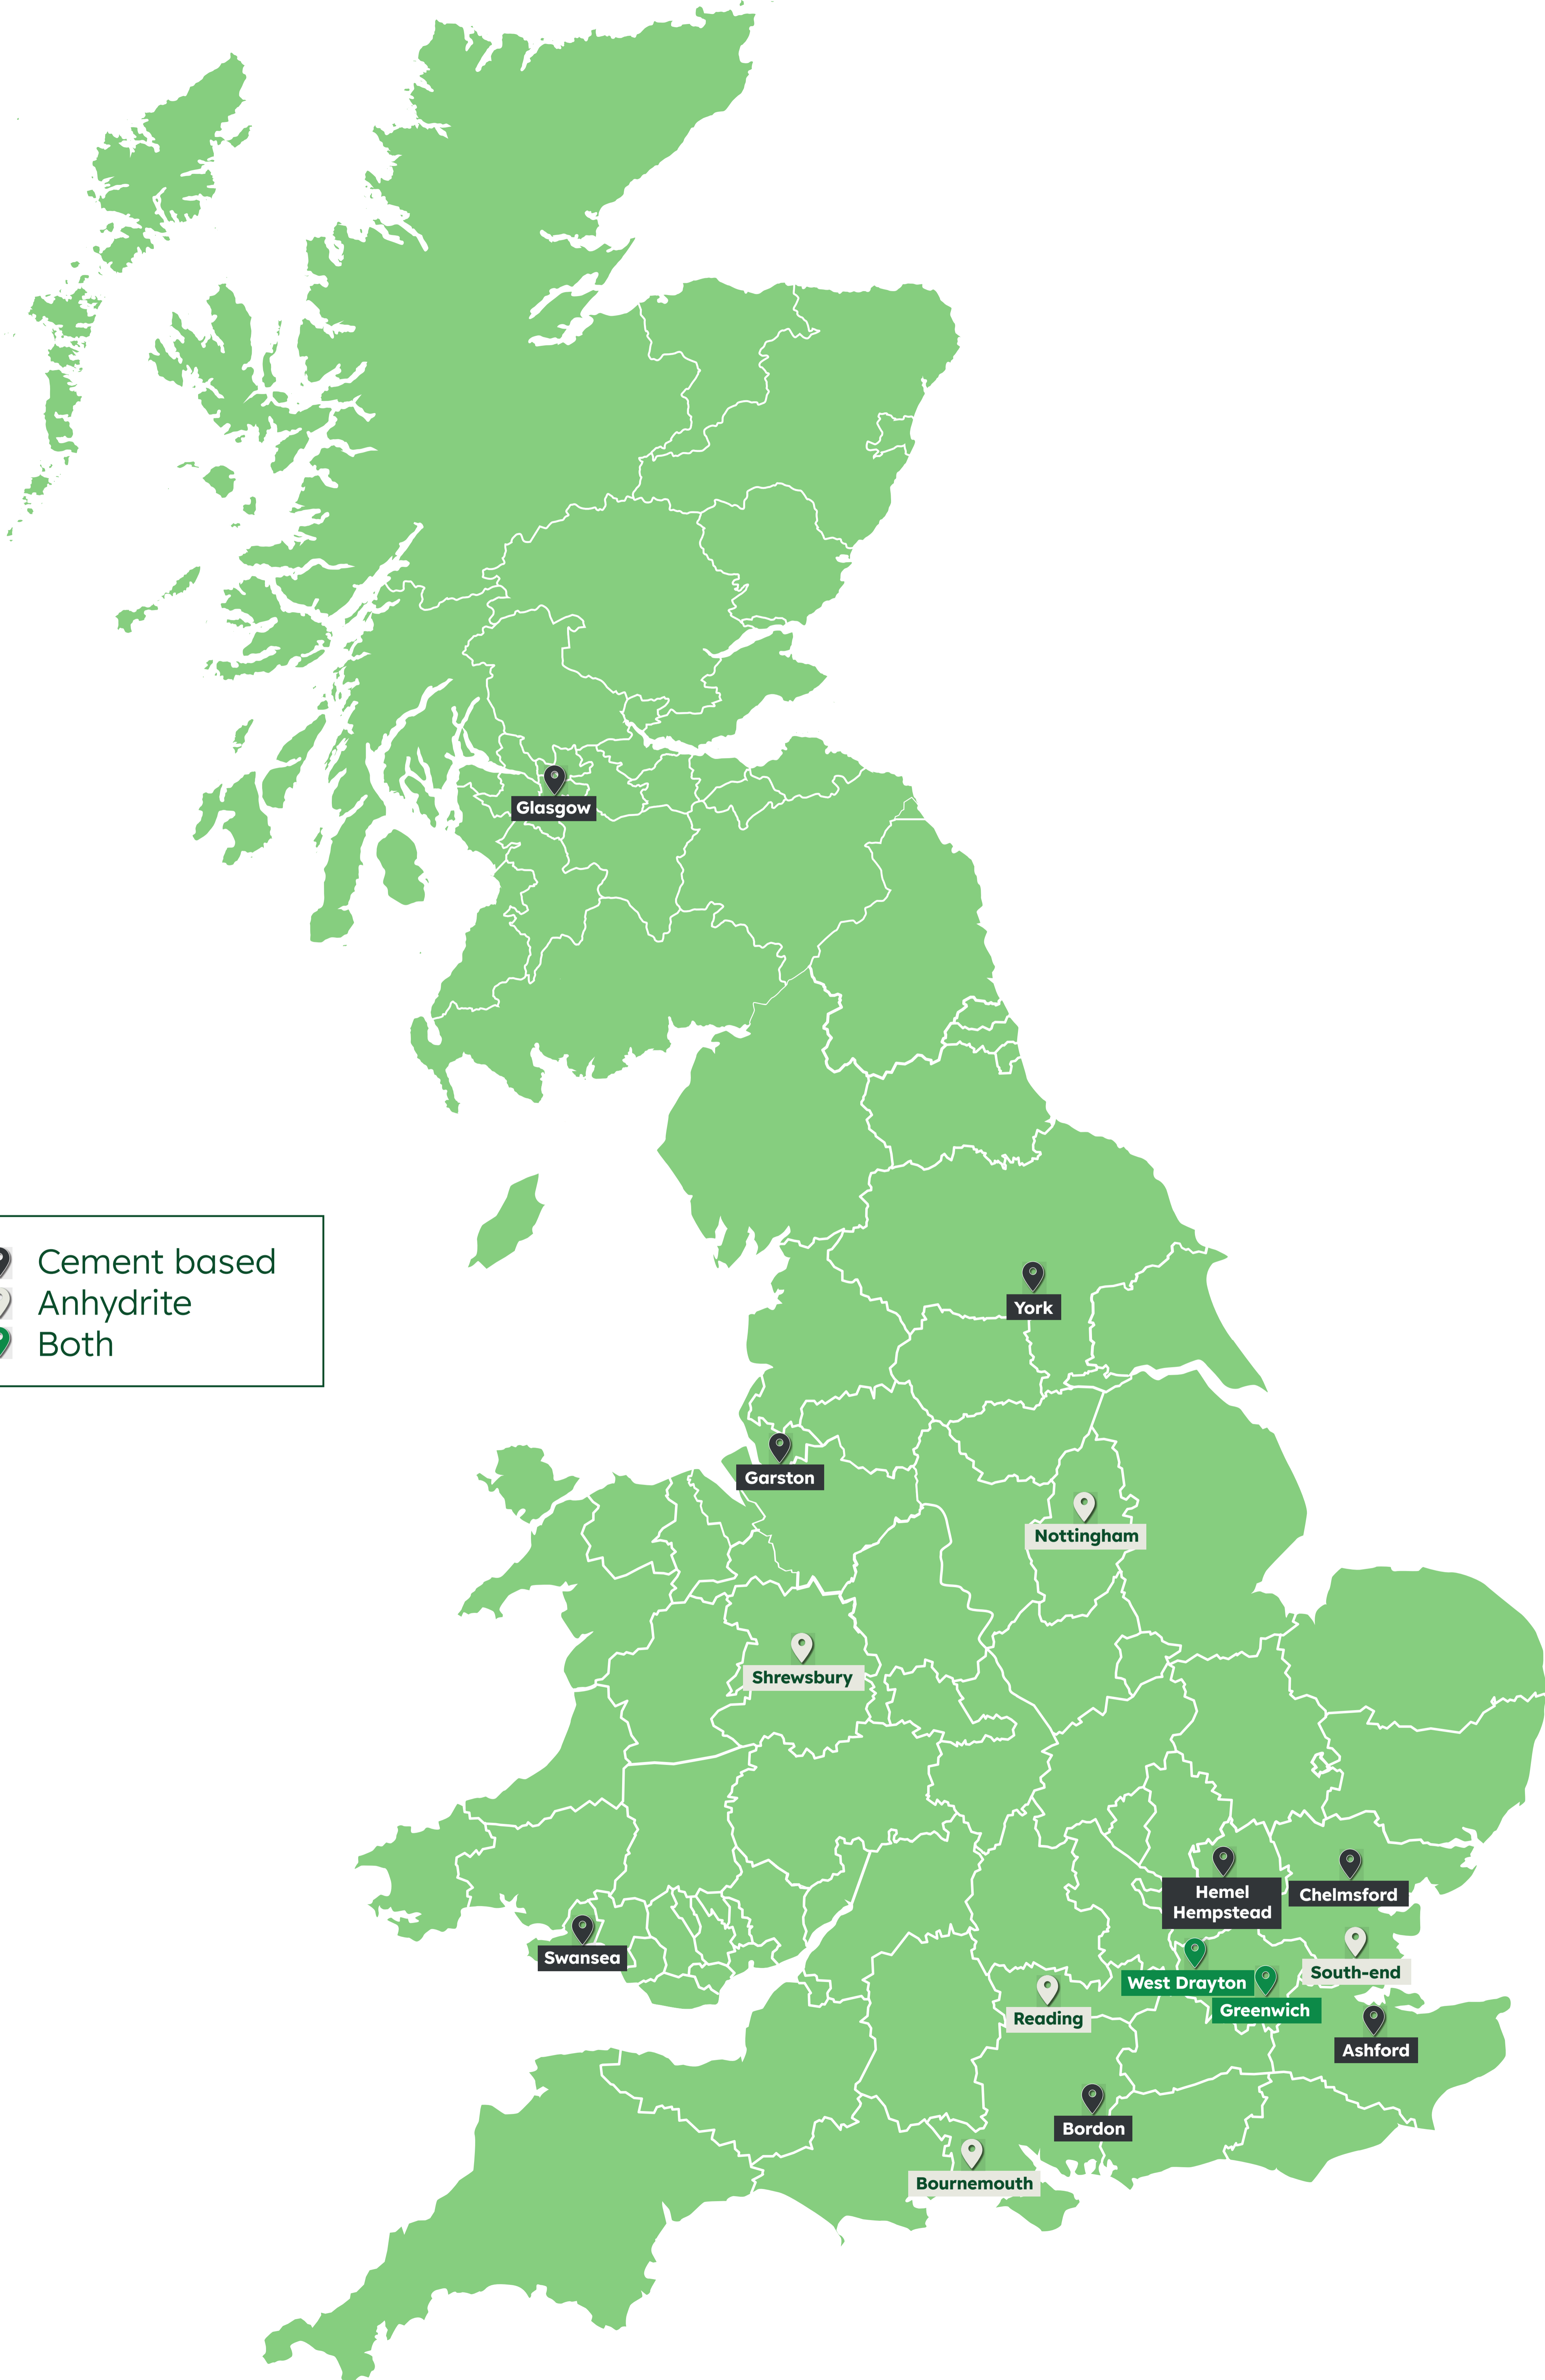 Glasgow
Cement based
Anhydrite
Both
York
Garston
Nottingham
Shrewsbury
Hemel
Hempstead
Chelmsford
Swansea
South-end
West Drayton
Greenwich
Reading
Ashford
Bordon
Bournemouth